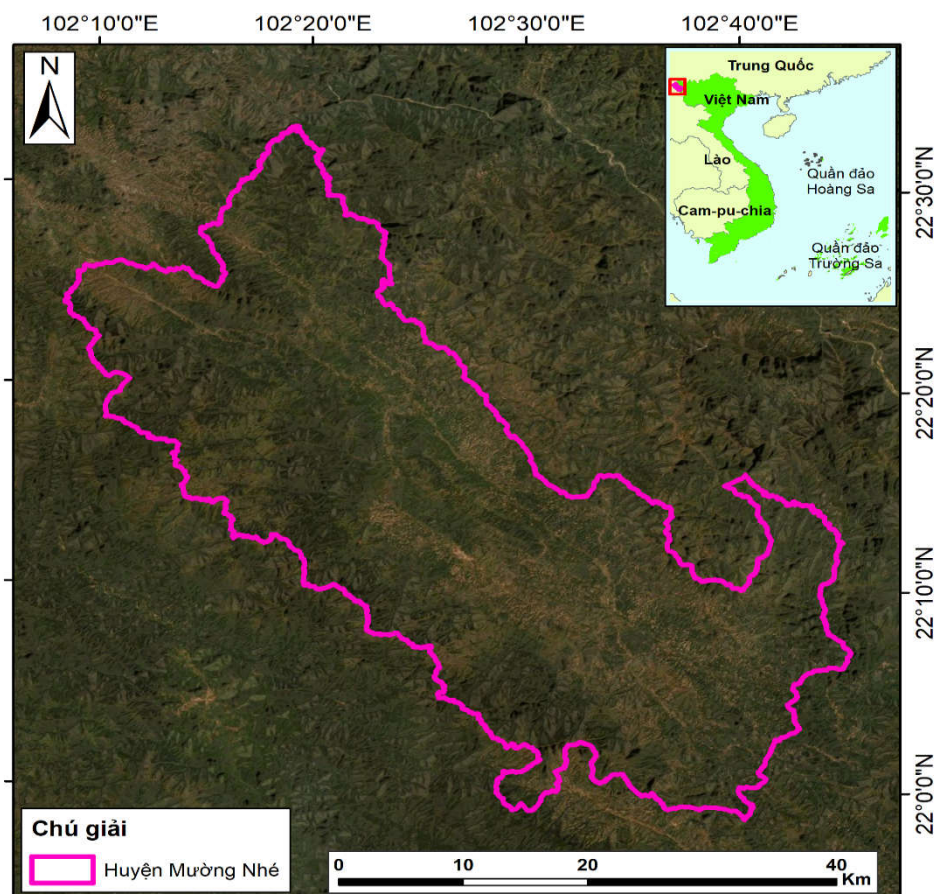 102°10'0"E 102°20'0"E 102°30'0"E 102°40'0"E
N
Trung Quốc
Việt Nam
Lào
Quần đảo
Hoàng Sa
Cam-pu-chia
Quần đảo
Trường Sa
22°30'0"N
22°20'0"N
22°10'0"N
22°0'0"N
Chú giải
Huyện Mường Nhé
0 10 20 40
Km